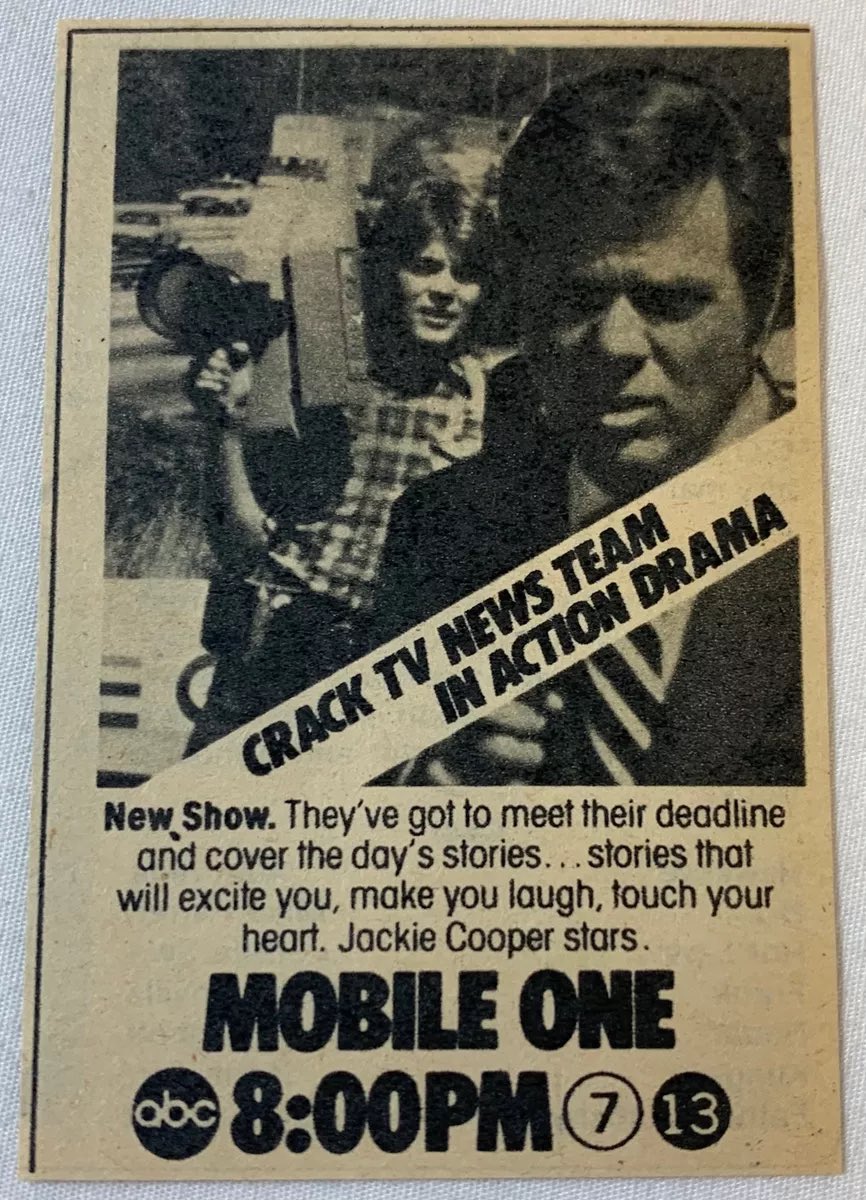 CRACK TV NEWS TEAM
IN ACTION DRAMA
New Show. They've got to meet their deadline
and cover the day's stories... stories that
will excite you, make you laugh, touch your
heart. Jackie Cooper stars.
MOBILE ONE
abc 8:00PM 7 13